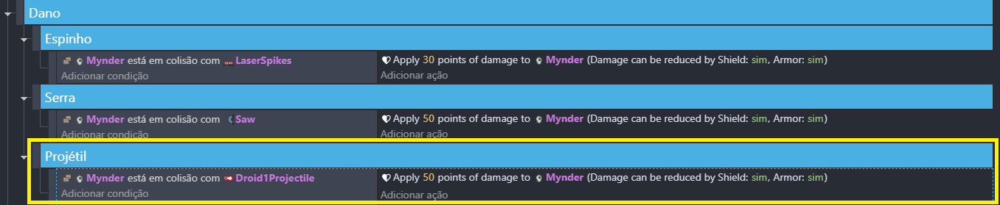 Dano
Espinho
Mynder está em colisão com LaserSpikes Apply 30 points of damage to Mynder (Damage can be reduced by Shield: sim, Armor: sim)
Adicionar condição Adicionar ação
Serra
Mynder está em colisão com Saw Apply 50 points of damage to Mynder (Damage can be reduced by Shield: sim, Armor: sim)
Adicionar condição Adicionar ação
Projétil
Mynder está em colisão com Droid1Projectile Apply 50 points of damage to Mynder (Damage can be reduced by Shield: sim, Armor: sim)
Adicionar condição Adicionar ação